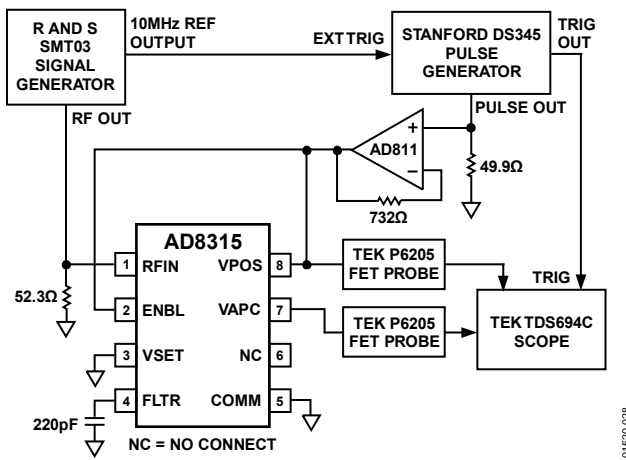 R AND S
SMT03
SIGNAL
GENERATOR
10MHz REF
OUTPUT
EXT TRIG
STANFORD DS345
PULSE
GENERATOR
TRIG
OUT
RF OUT
PULSE OUT
+
AD811
–
49.9Ω
732Ω
AD8315
1
RFIN
VPOS
8
52.3Ω
2
ENBL
VAPC
7
3
VSET
NC
6
4
FLTR
COMM
5
220pF
NC = NO CONNECT
TEK P6205
FET PROBE
TEK P6205
FET PROBE
TRIG
TEK TDS694C
SCOPE
01520-028